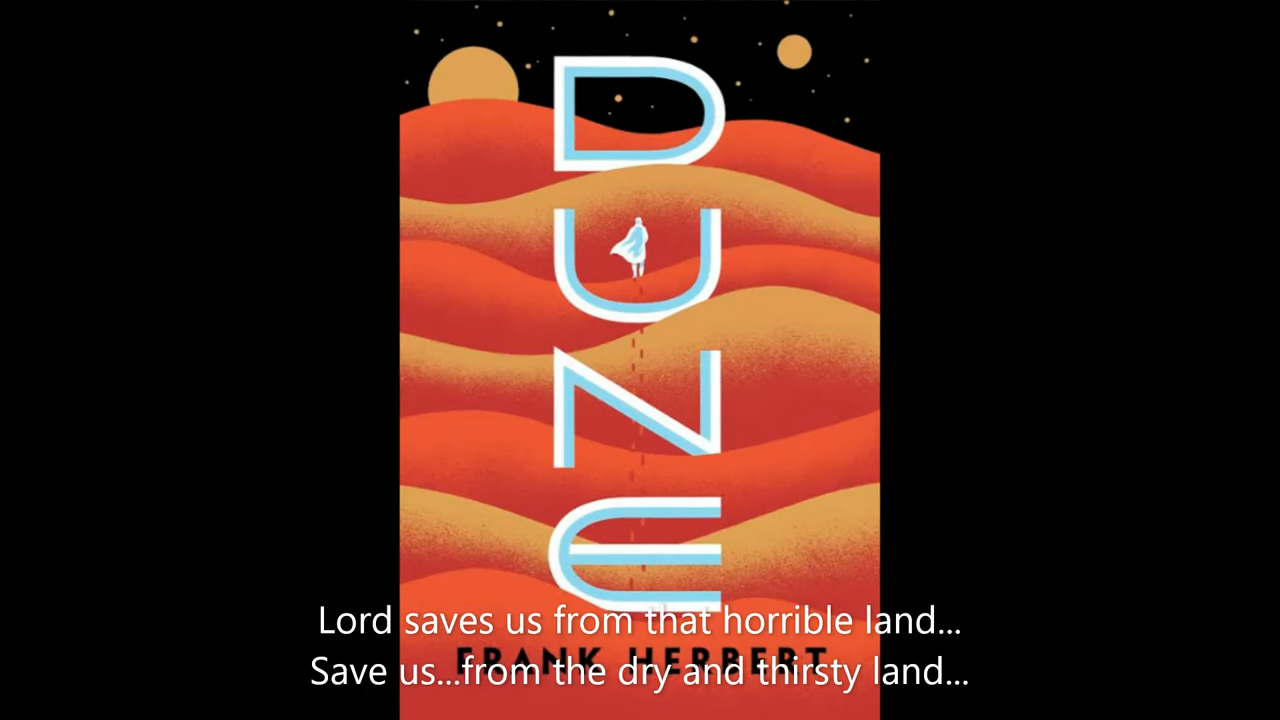 DUNE
Lord saves us from that horrible land...
FRANK HERBERT
Save us...from the dry and thirsty land...